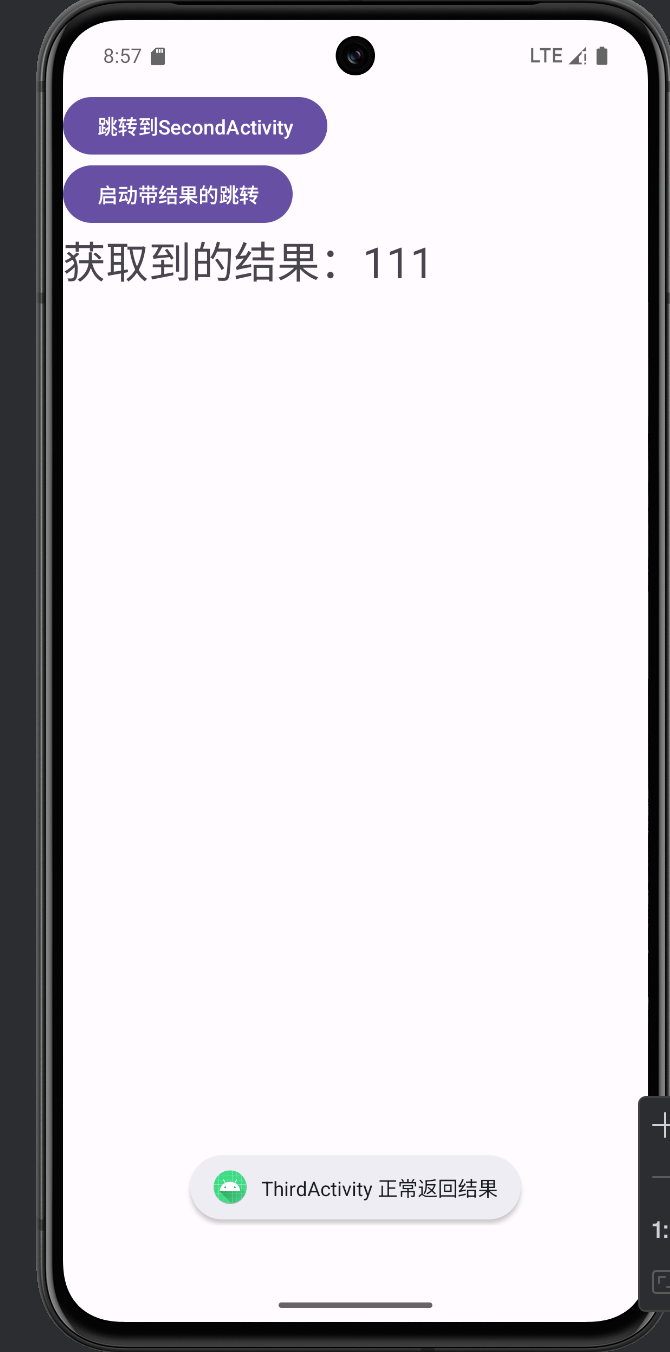 8:57 LTE
跳转到SecondActivity
启动带结果的跳转
获取到的结果：111
ThirdActivity 正常返回结果
1: